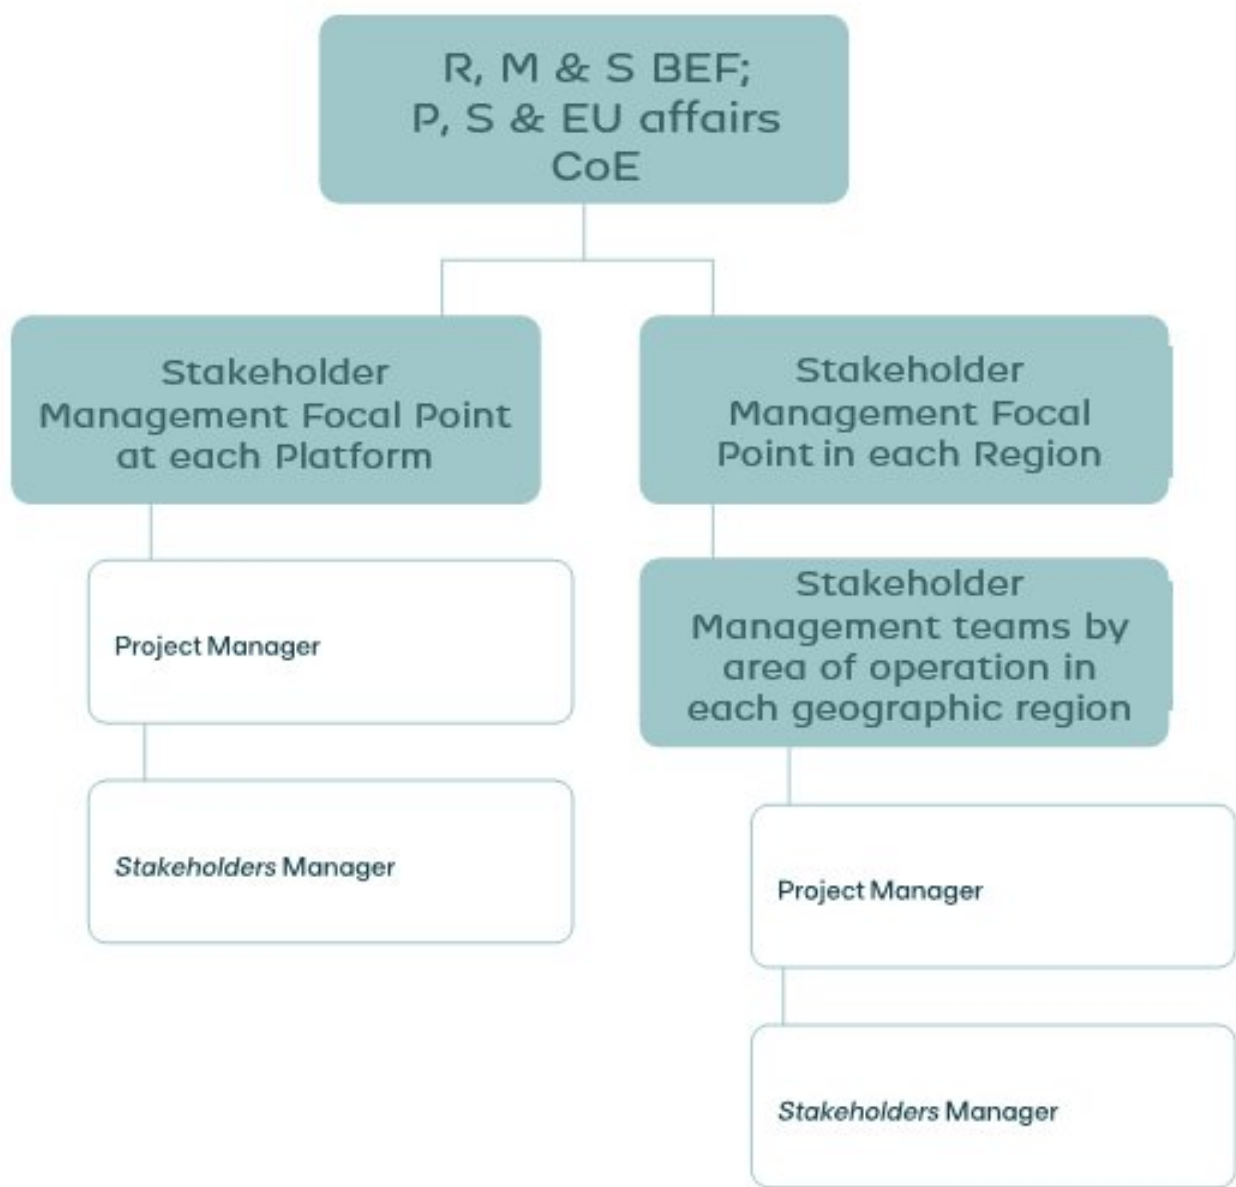 R, M & S BEF;
P, S & EU affairs
CoE
Stakeholder
Management Focal Point
at each Platform
Project Manager
Stakeholders Manager
Stakeholder
Management Focal
Point in each Region
Stakeholder
Management teams by
area of operation in
each geographic region
Project Manager
Stakeholders Manager